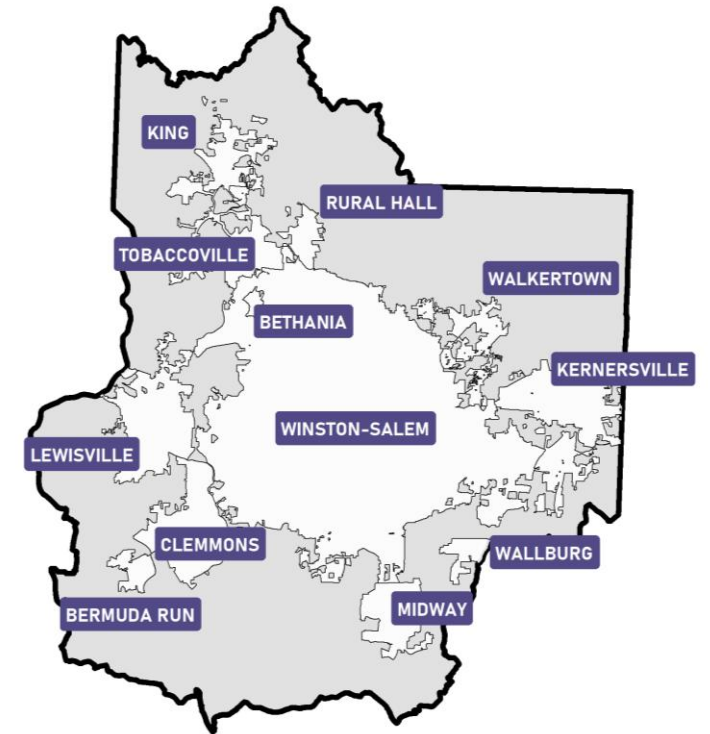 KING
RURAL HALL
TOBACCOVILLE
WALKERTOWN
BETHANIA
KERNERSVILLE
WINSTON-SALEM
LEWISVILLE
CLEMMONS
WALLBURG
BERMUDA RUN
MIDWAY